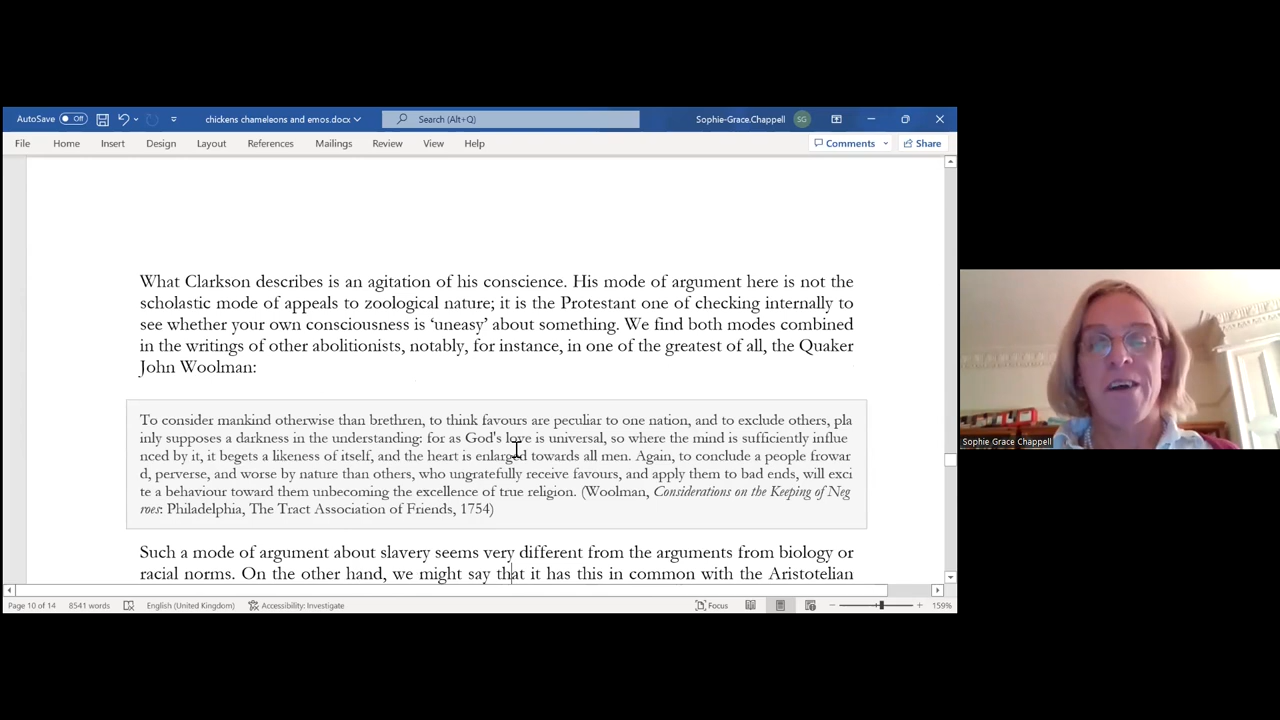 AutoSave Off chickens chameleons and emos.docx Search (Alt+Q) Sophie-Grace.Chappell SG
File Home Insert Design Layout References Mailings Review View Help Comments Share
What Clarkson describes is an agitation of his conscience. His mode of argument here is not the
scholastic mode of appeals to zoological nature; it is the Protestant one of checking internally to
see whether your own consciousness is ‘uneasy’ about something. We find both modes combined
in the writings of other abolitionists, notably, for instance, in one of the greatest of all, the Quaker
John Woolman:
To consider mankind otherwise than brethren, to think favours are peculiar to one nation, and to exclude others, pla
inly supposes a darkness in the understanding: for as God's love is universal, so where the mind is sufficiently influe
nced by it, it begets a likeness of itself, and the heart is enlarged towards all men. Again, to conclude a people frowar
d, perverse, and worse by nature than others, who ungratefully receive favours, and apply them to bad ends, will exci
te a behaviour toward them unbecoming the excellence of true religion. (Woolman, Considerations on the Keeping of Neg
roes: Philadelphia, The Tract Association of Friends, 1754)
Such a mode of argument about slavery seems very different from the arguments from biology or
racial norms. On the other hand, we might say that it has this in common with the Aristotelian
Page 10 of 14 8541 words English (United Kingdom) Accessibility: Investigate Focus 159%
Sophie Grace Chappell